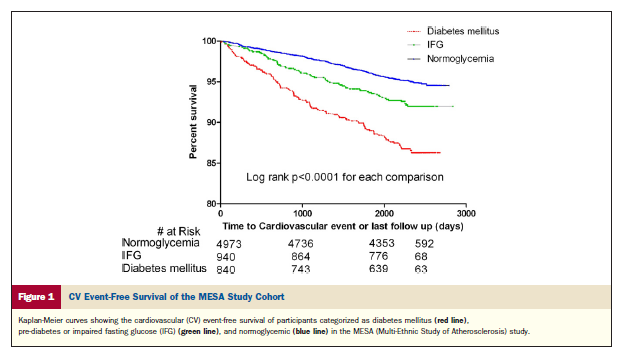 Diabetes mellitus
IFG
Normoglycemia
100
95
90
85
80
Percent survival
Log rank p<0.0001 for each comparison
0 1000 2000 3000
Time to Cardiovascular event or last follow up (days)
# at Risk
Normoglycemia 4973 4736 4353 592
IFG 940 864 776 68
Diabetes mellitus 840 743 639 63
Figure 1 CV Event-Free Survival of the MESA Study Cohort
Kaplan-Meier curves showing the cardiovascular (CV) event-free survival of participants categorized as diabetes mellitus (red line),
pre-diabetes or impaired fasting glucose (IFG) (green line), and normoglycemic (blue line) in the MESA (Multi-Ethnic Study of Atherosclerosis) study.